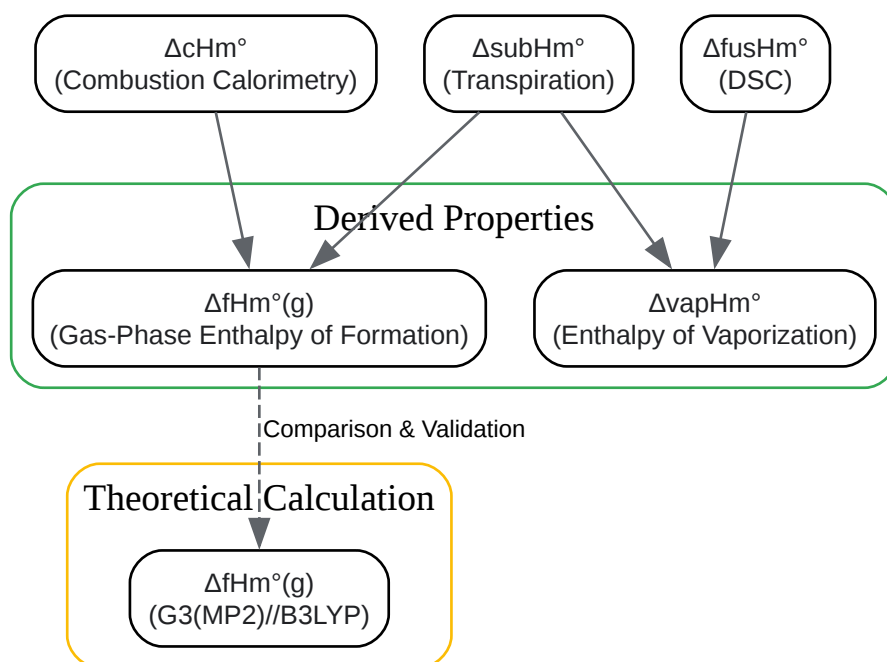 ΔcHm°
(Combustion Calorimetry)
ΔsubHm°
(Transpiration)
ΔfusHm°
(DSC)
Derived Properties
ΔfHm°(g)
(Gas-Phase Enthalpy of Formation)
ΔvapHm°
(Enthalpy of Vaporization)
Comparison & Validation
Theoretical Calculation
ΔfHm°(g)
(G3(MP2)//B3LYP)